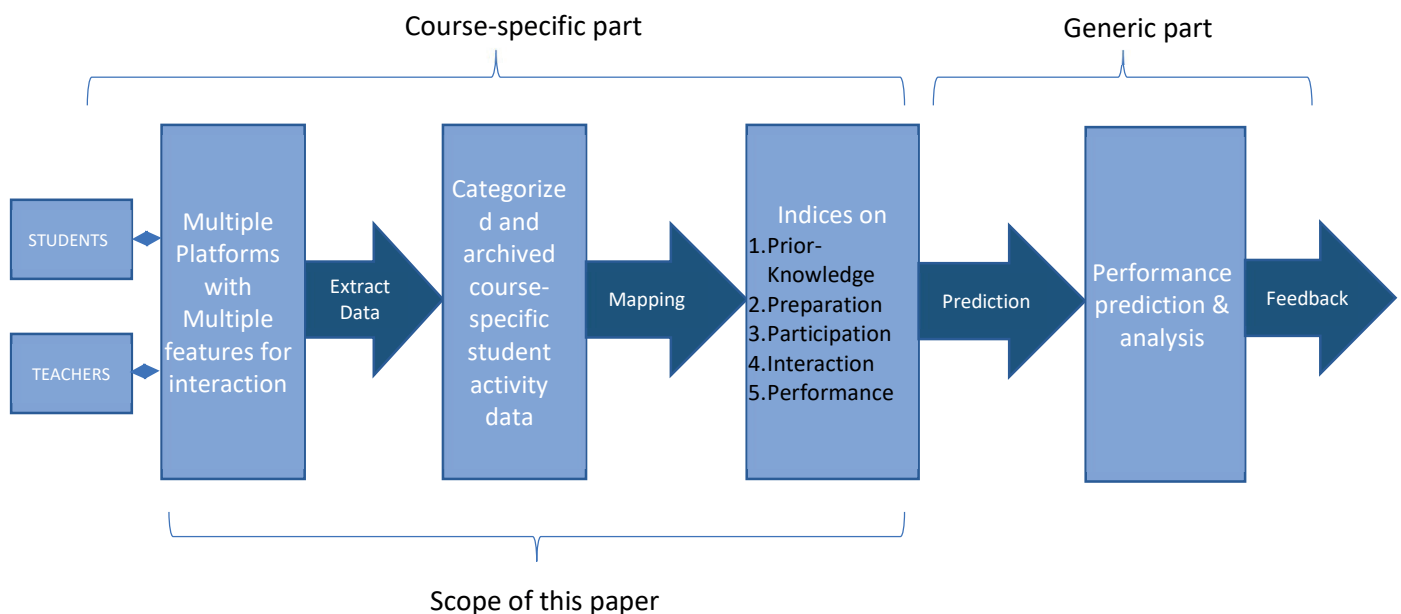 Course-specific part
Generic part
STUDENTS
TEACHERS
Multiple
Platforms
with
Multiple
features for
interaction
Extract
Data
Categorize
d and
archived
course-
specific
student
activity
data
Mapping
Indices on
1.Prior-
Knowledge
2.Preparation
3.Participation
4.Interaction
5.Performance
Prediction
Performance
prediction &
analysis
Feedback
Scope of this paper